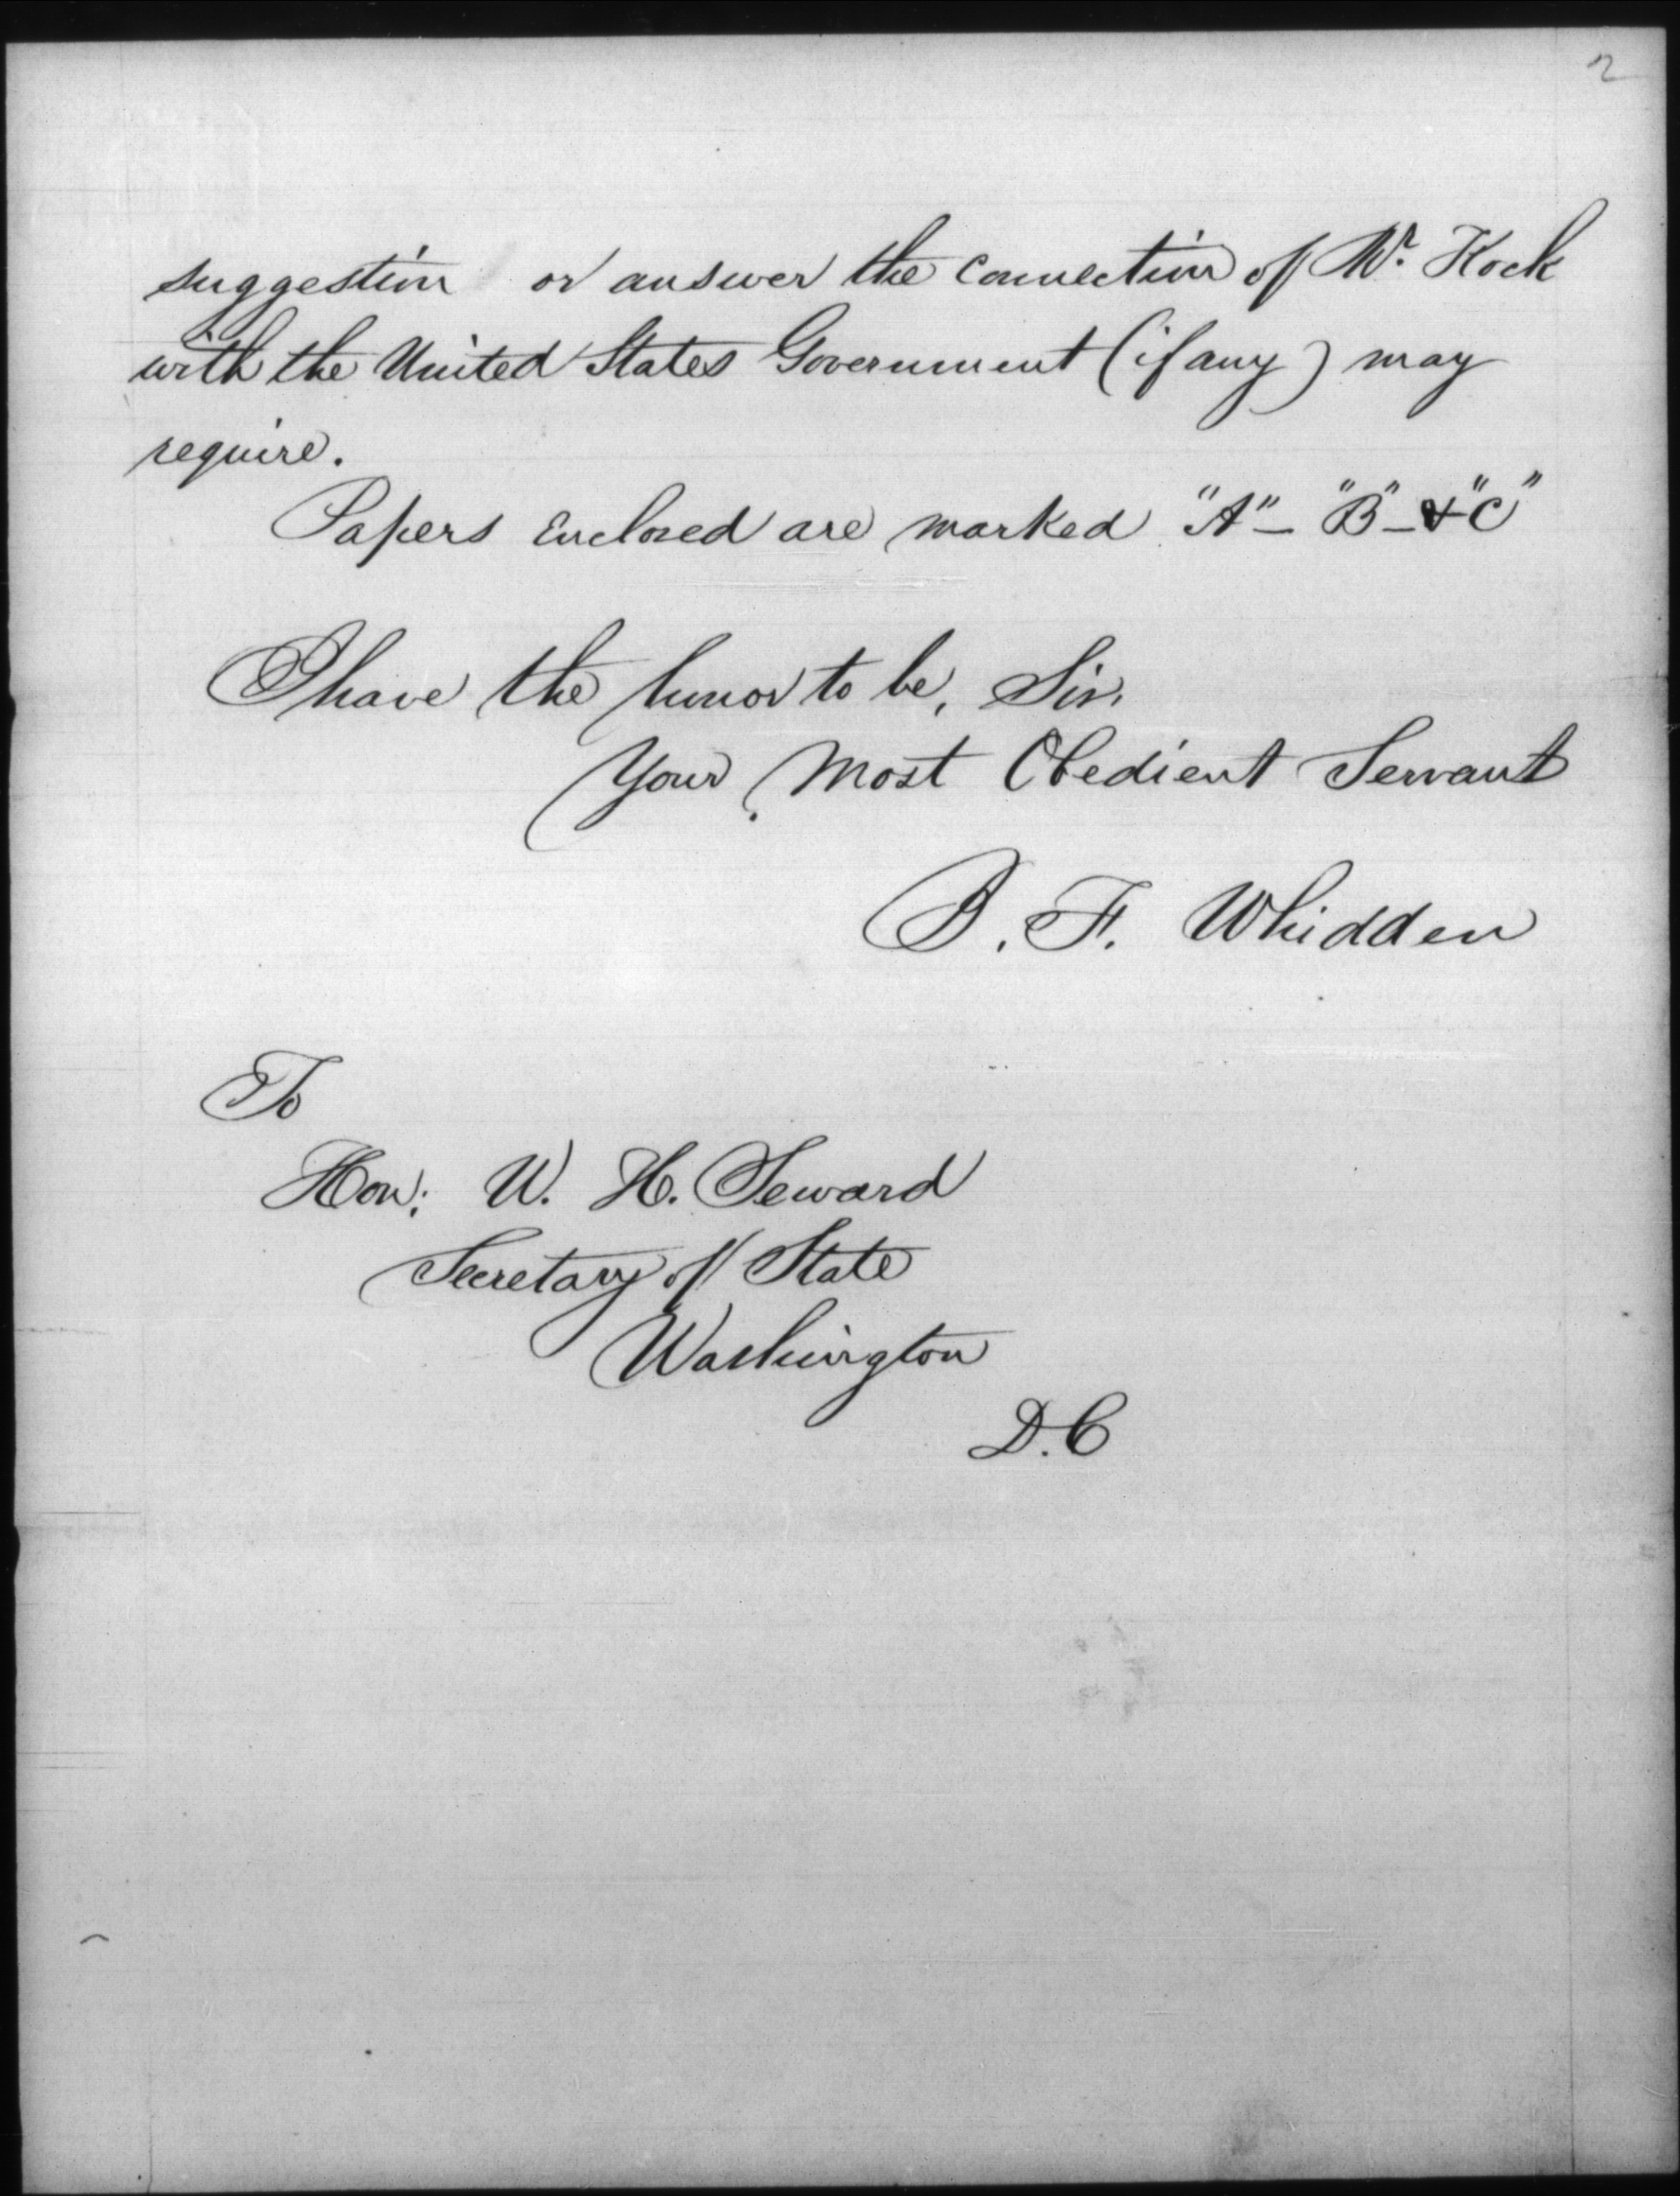 2
suggestion or answer the connection of Mr. Kock
with the United States Government (if any) may
require.
Papers enclosed are marked "A" - "B" - & "C"
I have the honor to be, Sir,
Your Most Obedient Servant
B. F. Whidden
To
Hon: W. H. Seward
Secretary of State
Washington
D.C